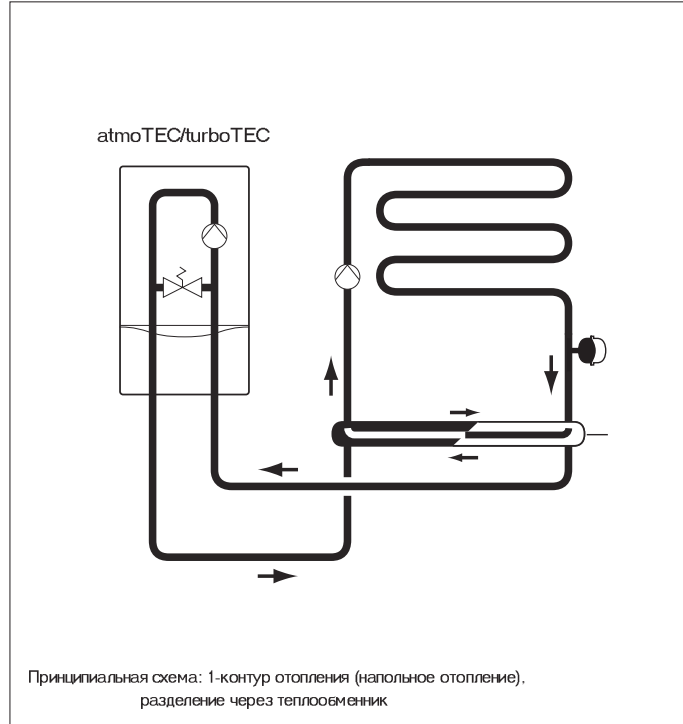 atmoTEC/turboTEC
Принципиальная схема: 1-контур отопления (напольное отопление),
разделение через теплообменник